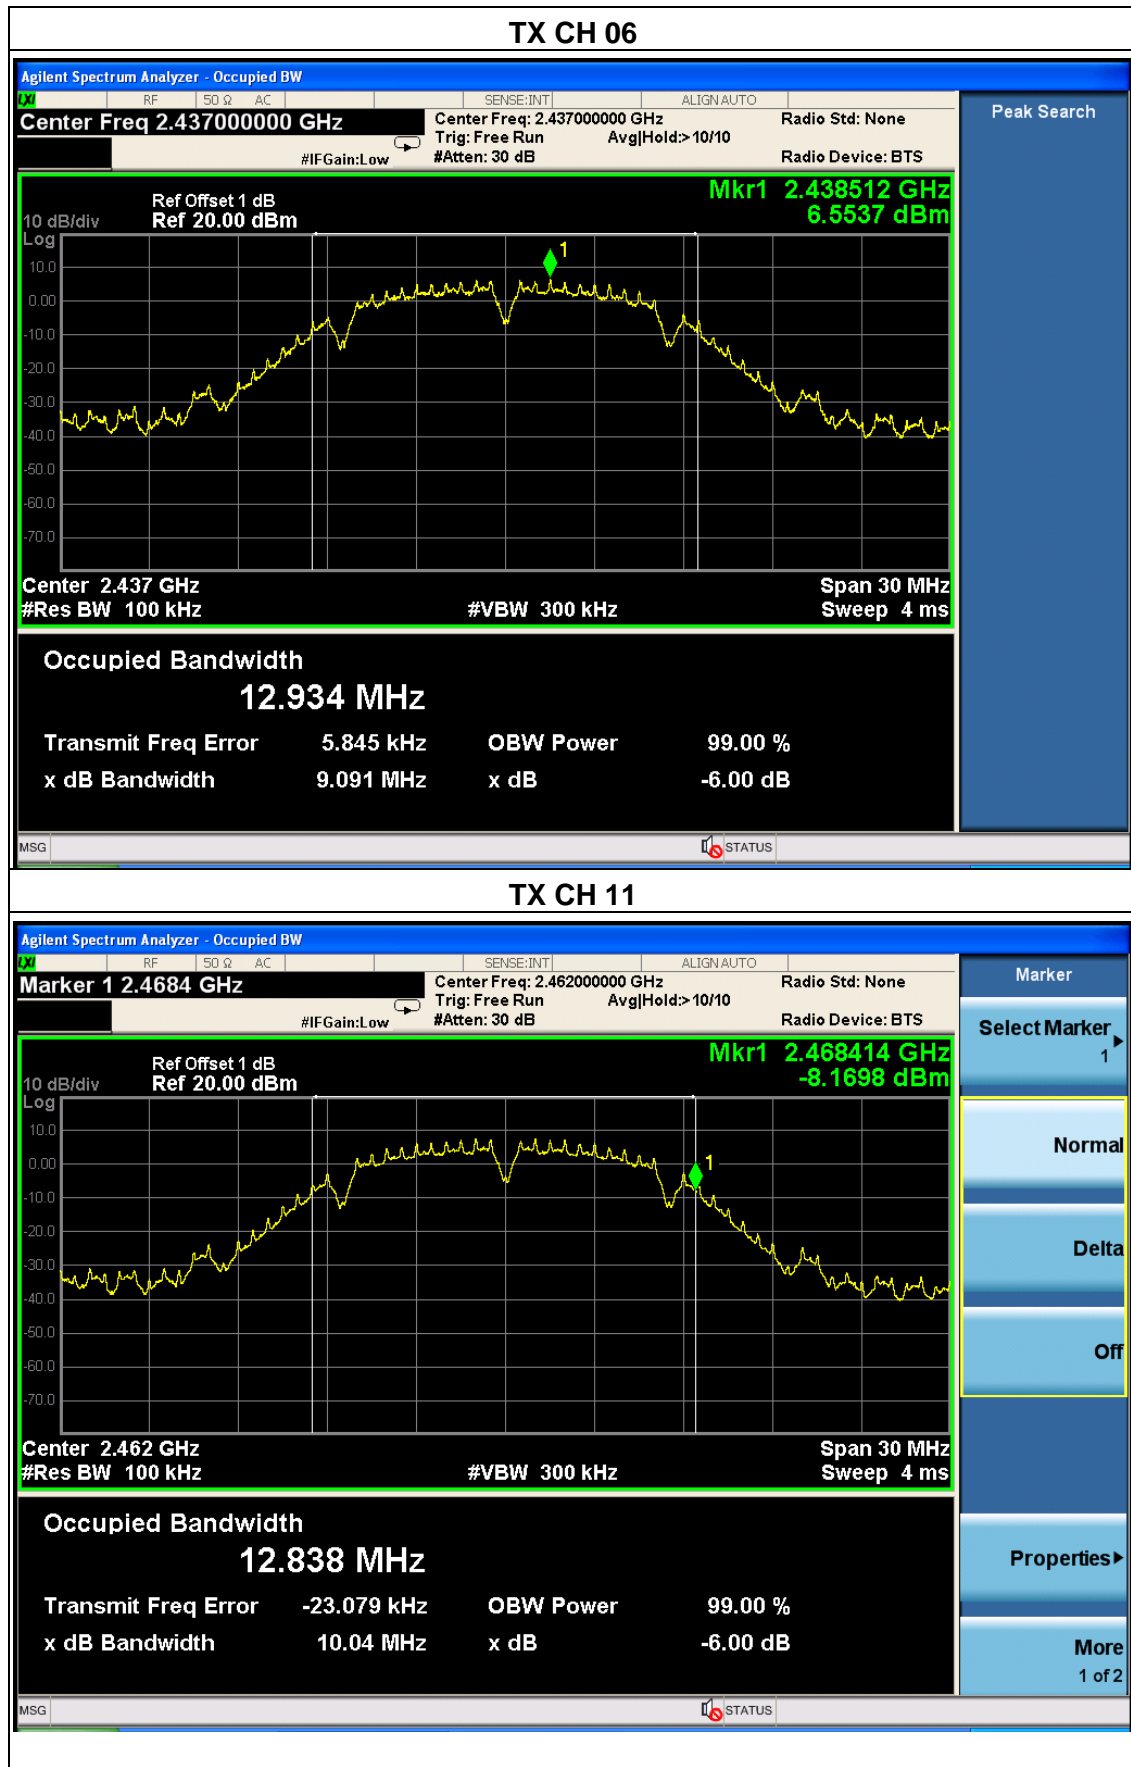 TX CH 06
Agilent Spectrum Analyzer - Occupied BW
LXI RF 50 Ω AC SENSE:INT ALIGN AUTO
Center Freq 2.437000000 GHz
Center Freq: 2.437000000 GHz Radio Std: None
Trig: Free Run Avg|Hold:>10/10
#IFGain:Low #Atten: 30 dB Radio Device: BTS
Peak Search
Mkr1 2.438512 GHz
6.5537 dBm
Ref Offset 1 dB
10 dB/div Ref 20.00 dBm
Log
1
10.0
0.00
-10.0
-20.0
-30.0
-40.0
-50.0
-60.0
-70.0
Center 2.437 GHz Span 30 MHz
#Res BW 100 kHz #VBW 300 kHz Sweep 4 ms
Occupied Bandwidth
12.934 MHz
Transmit Freq Error 5.845 kHz OBW Power 99.00 %
x dB Bandwidth 9.091 MHz x dB -6.00 dB
MSG STATUS
TX CH 11
Agilent Spectrum Analyzer - Occupied BW
LXI RF 50 Ω AC SENSE:INT ALIGN AUTO
Marker 1 2.4684 GHz
Center Freq: 2.462000000 GHz Radio Std: None
Trig: Free Run Avg|Hold:>10/10
#IFGain:Low #Atten: 30 dB Radio Device: BTS
Marker
Select Marker
1
Normal
Delta
Off
Properties
More
1 of 2
Mkr1 2.468414 GHz
-8.1698 dBm
Ref Offset 1 dB
10 dB/div Ref 20.00 dBm
Log
1
10.0
0.00
-10.0
-20.0
-30.0
-40.0
-50.0
-60.0
-70.0
Center 2.462 GHz Span 30 MHz
#Res BW 100 kHz #VBW 300 kHz Sweep 4 ms
Occupied Bandwidth
12.838 MHz
Transmit Freq Error -23.079 kHz OBW Power 99.00 %
x dB Bandwidth 10.04 MHz x dB -6.00 dB
MSG STATUS